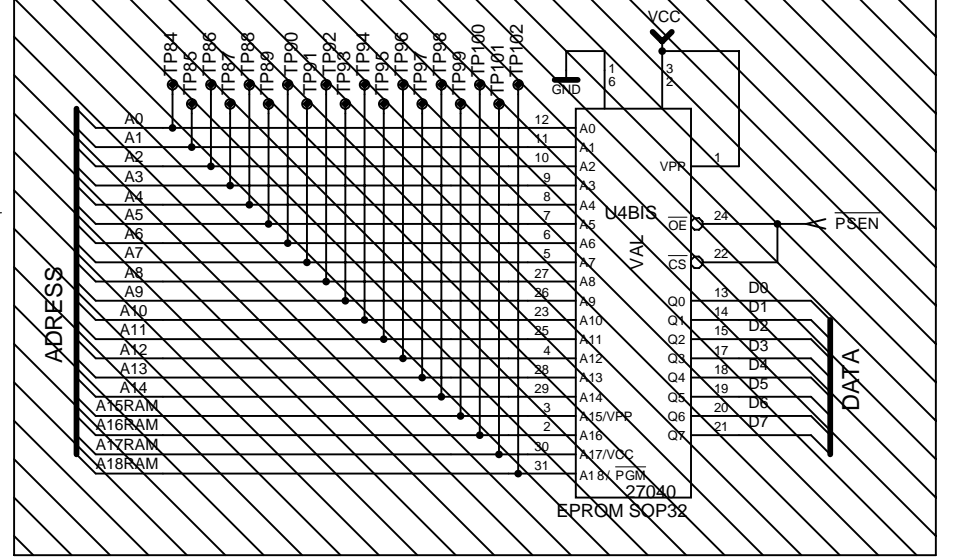 TP84
TP85
TP86
TP87
TP88
TP89
TP90
TP91
TP92
TP93
TP94
TP95
TP96
TP97
TP98
TP99
TP100
TP101
TP102
VCC
GND
16
32
ADRESS
A0 12 A0
A1 11 A1
A2 10 A2
A3 9 A3
A4 8 A4
A5 7 A5
A6 6 A6
A7 5 A7
A8 27 A8
A9 26 A9
A10 23 A10
A11 25 A11
A12 4 A12
A13 28 A13
A14 29 A14
A15RAM 3 A15/VPP
A16RAM 2 A16
A17RAM 30 A17/VCC
A18RAM 31 A18/ PGM
U4BIS
VAL
VPP 1
OE 24
PSEN
CS 22
Q0 13 D0
Q1 14 D1
Q2 15 D2
Q3 17 D3
Q4 18 D4
Q5 19 D5
Q6 20 D6
Q7 21 D7
DATA
27040
EPROM SOP32